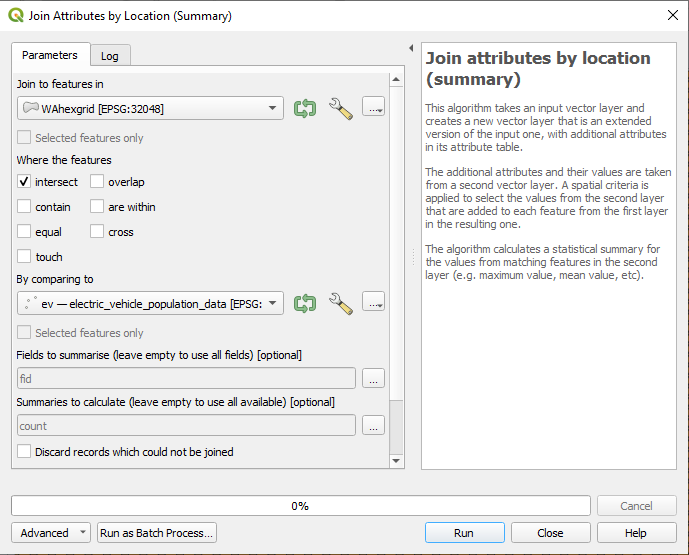 Join Attributes by Location (Summary)
Parameters
Log
Join to features in
WAhexgrid [EPSG:32048]
...
Selected features only
Where the features
intersect
overlap
contain
are within
equal
cross
touch
By comparing to
ev — electric_vehicle_population_data [EPSG:
...
Selected features only
Fields to summarise (leave empty to use all fields) [optional]
fid
...
Summaries to calculate (leave empty to use all available) [optional]
count
...
Discard records which could not be joined
Join attributes by location
(summary)
This algorithm takes an input vector layer and
creates a new vector layer that is an extended
version of the input one, with additional attributes
in its attribute table.
The additional attributes and their values are taken
from a second vector layer. A spatial criteria is
applied to select the values from the second layer
that are added to each feature from the first layer
in the resulting one.
The algorithm calculates a statistical summary for
the values from matching features in the second
layer (e.g. maximum value, mean value, etc).
0%
Cancel
Advanced
Run as Batch Process...
Run
Close
Help